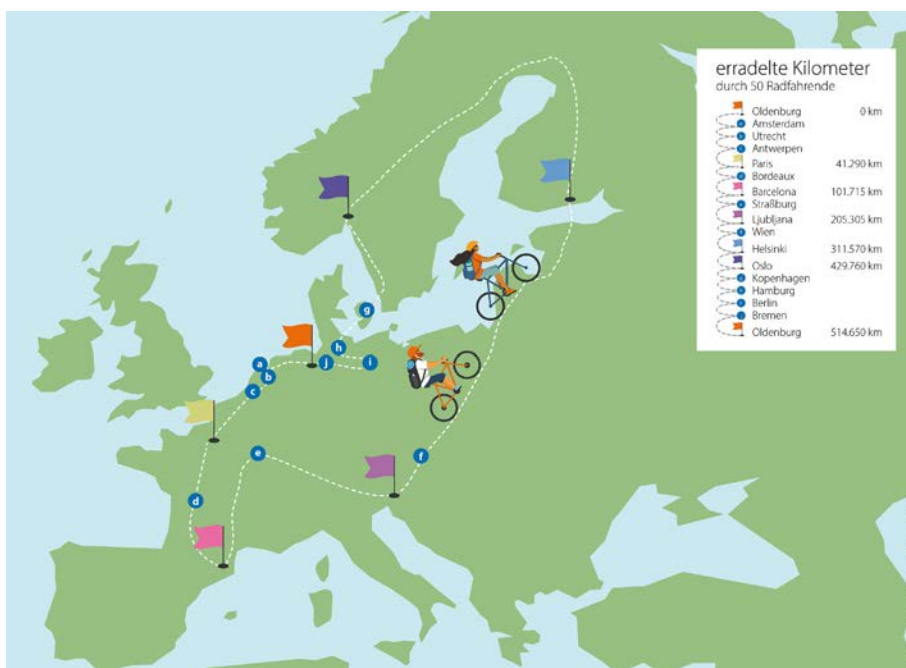 erradelte Kilometer
durch 50 Radfahrende
Oldenburg 0 km
a Amsterdam
b Utrecht
c Antwerpen
Paris 41.290 km
d Bordeaux
Barcelona 101.715 km
e Straßburg
Ljubljana 205.305 km
f Wien
Helsinki 311.570 km
Oslo 429.760 km
g Kopenhagen
h Hamburg
i Berlin
j Bremen
Oldenburg 514.650 km
g
h
i
j
a
b
c
e
f
d